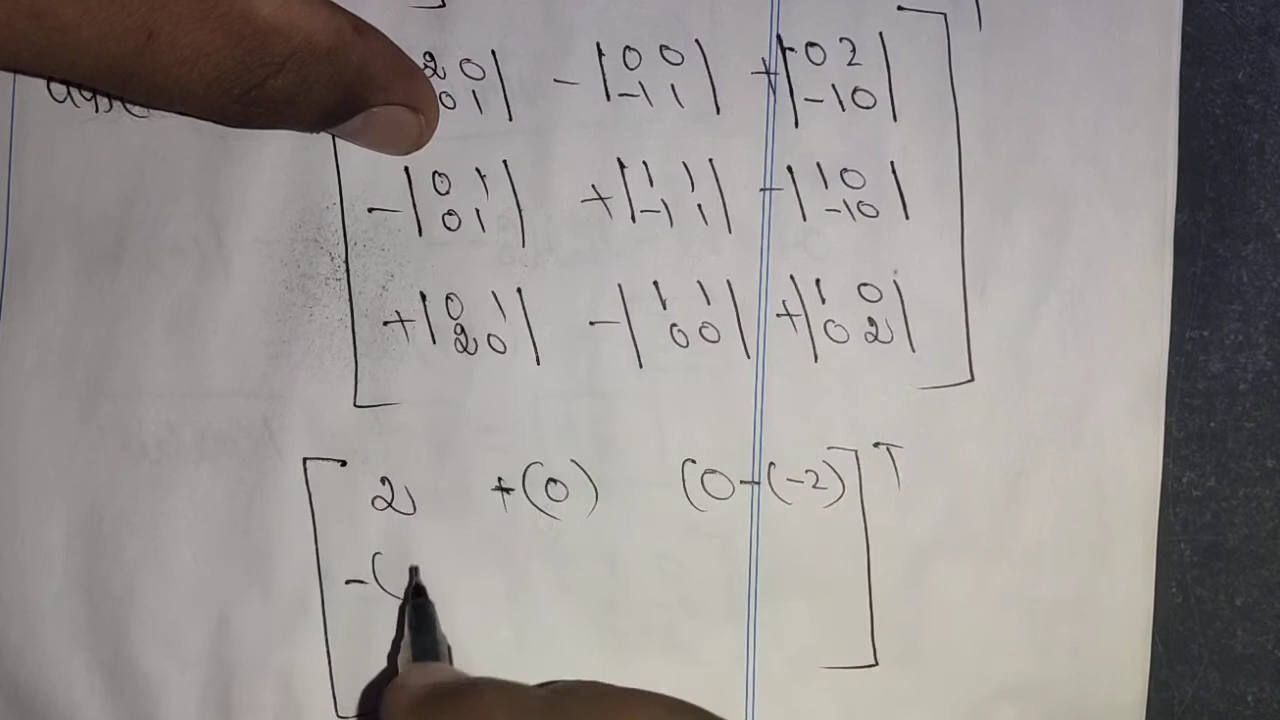 2 0 | - | 0 0 | + | 0 2 |
0 1 | | -1 1 | | -1 0 |
- | 0 1 | + | 1 1 | - | 1 0 |
| 0 1 | | -1 1 | | -1 0 |
+ | 0 1 | - | 1 1 | + | 1 0 |
| 2 0 | | 0 0 | | 0 2 |
[ 2 +(0) (0-(-2) ] T
-(